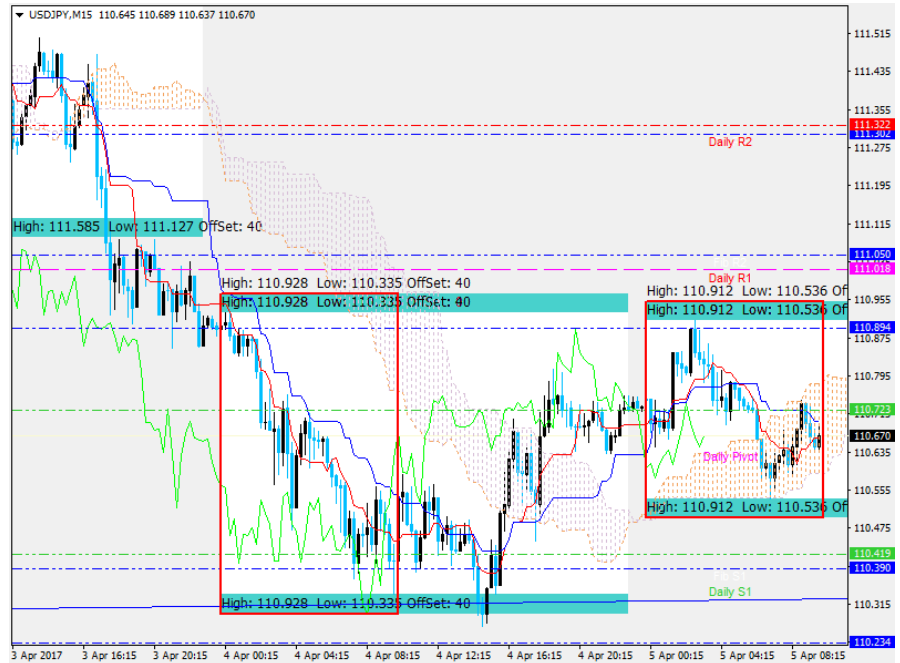 USDJPY,M15 110.645 110.689 110.637 110.670
111.515
111.435
111.355
111.322
111.302
Daily R2
111.275
111.195
High: 111.585 Low: 111.127 OffSet: 40
111.115
111.050
111.018
Daily R1
High: 110.928 Low: 110.335 OffSet: 40
High: 110.912 Low: 110.536 Of
110.955
High: 110.928 Low: 110.335 OffSet: 40
High: 110.912 Low: 110.536 Of
110.894
110.875
110.795
110.723
110.670
Daily Pivot
110.635
110.555
High: 110.912 Low: 110.536 Of
110.475
110.419
110.390
Daily S1
High: 110.928 Low: 110.335 OffSet: 40
110.315
110.234
3 Apr 2017 3 Apr 16:15 3 Apr 20:15 4 Apr 00:15 4 Apr 04:15 4 Apr 08:15 4 Apr 12:15 4 Apr 16:15 4 Apr 20:15 5 Apr 00:15 5 Apr 04:15 5 Apr 08:15